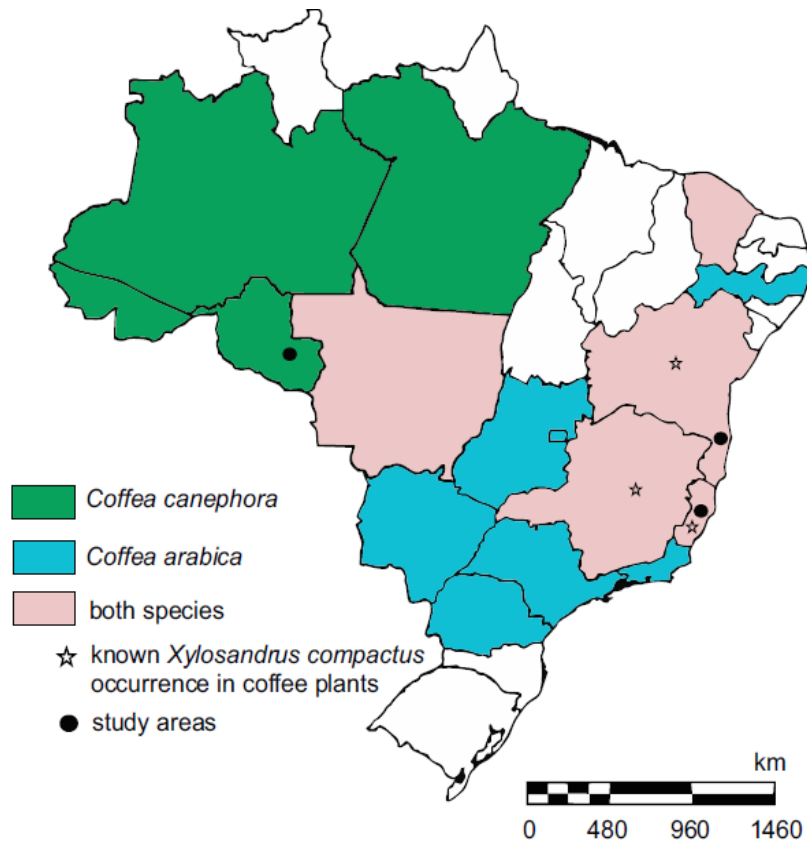 Coffea canephora
Coffea arabica
both species
known Xylosandrus compactus
occurrence in coffee plants
study areas
km
0 480 960 1460